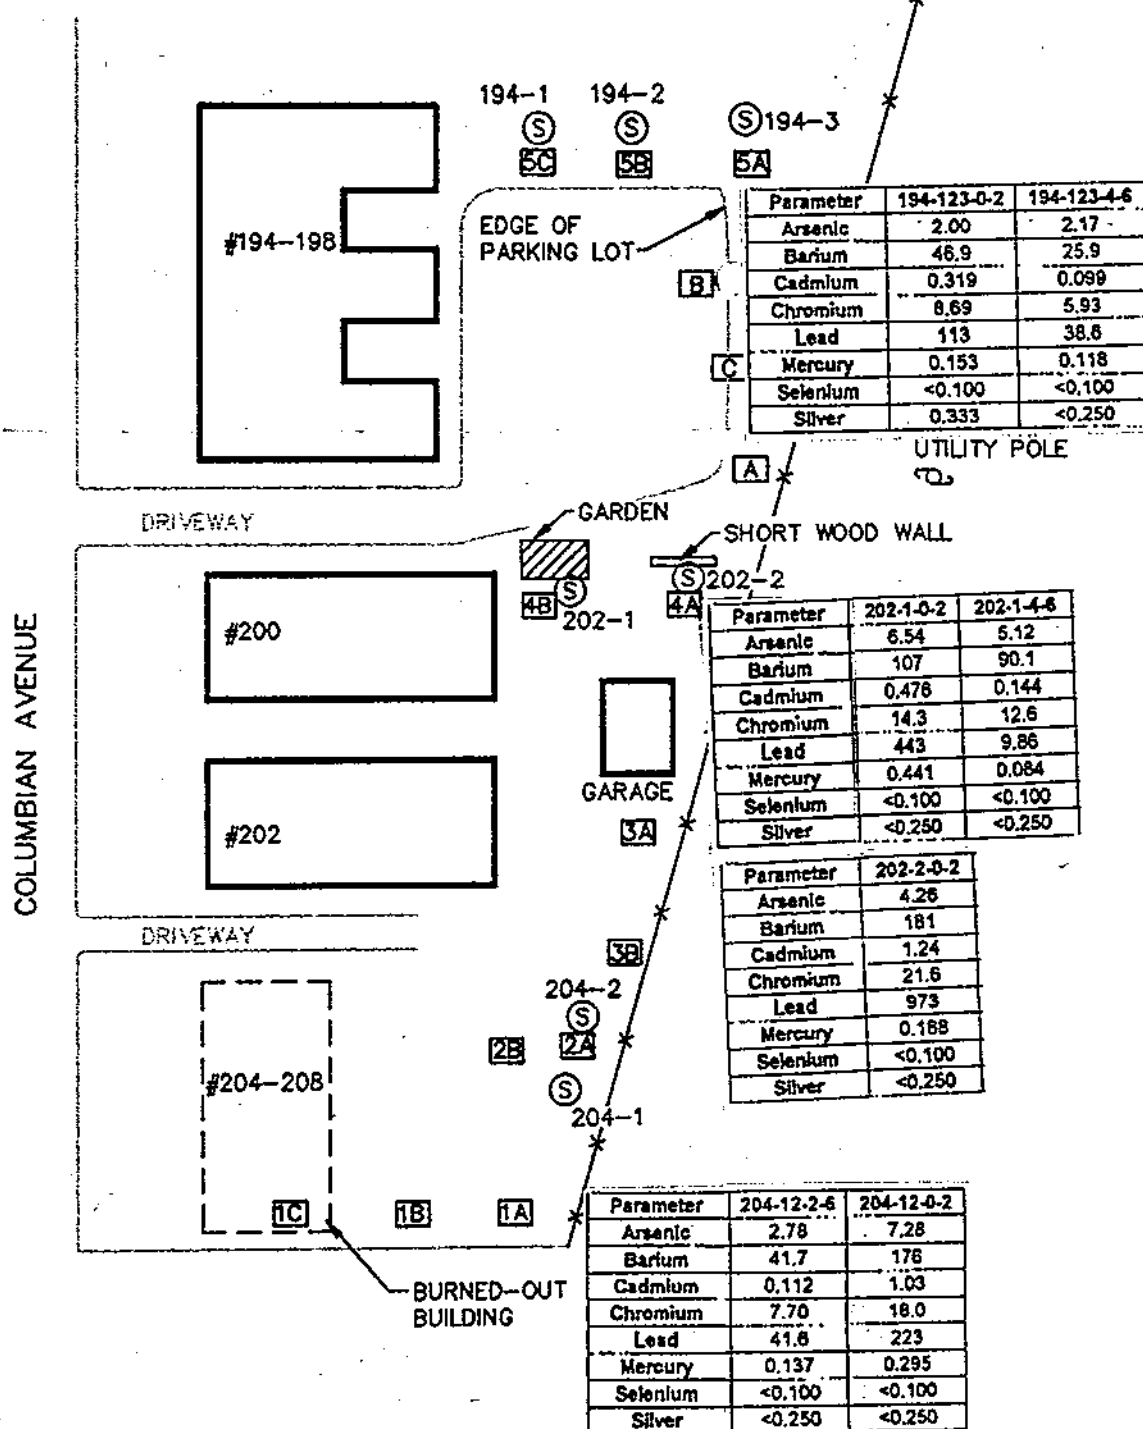 194-1 194-2
S S S 194-3
5C 5B 5A
Parameter 194-123-0-2 194-123-4-6
Arsenic 2.00 2.17
Barium 46.9 25.9
Cadmium 0.319 0.099
Chromium 8.69 5.93
Lead 113 38.6
Mercury 0.153 0.118
Selenium <0.100 <0.100
Silver 0.333 <0.250
#194-198
EDGE OF
PARKING LOT
B
C
UTILITY POLE
A
DRIVEWAY
GARDEN
SHORT WOOD WALL
S 202-2
4B S 4A
202-1
#200
Parameter 202-1-0-2 202-1-4-6
Arsenic 6.54 5.12
Barium 107 90.1
Cadmium 0.476 0.144
Chromium 14.3 12.6
Lead 443 9.86
Mercury 0.441 0.084
Selenium <0.100 <0.100
Silver <0.250 <0.250
COLUMBIAN AVENUE
GARAGE
#202
3A
Parameter 202-2-0-2
Arsenic 4.26
Barium 181
Cadmium 1.24
Chromium 21.6
Lead 973
Mercury 0.188
Selenium <0.100
Silver <0.250
DRIVEWAY
3B
204-2
S
2B 2A
#204-208
S
204-1
1C 1B 1A
BURNED-OUT
BUILDING
Parameter 204-12-2-6 204-12-0-2
Arsenic 2.78 7.28
Barium 41.7 176
Cadmium 0.112 1.03
Chromium 7.70 18.0
Lead 41.6 223
Mercury 0.137 0.295
Selenium <0.100 <0.100
Silver <0.250 <0.250